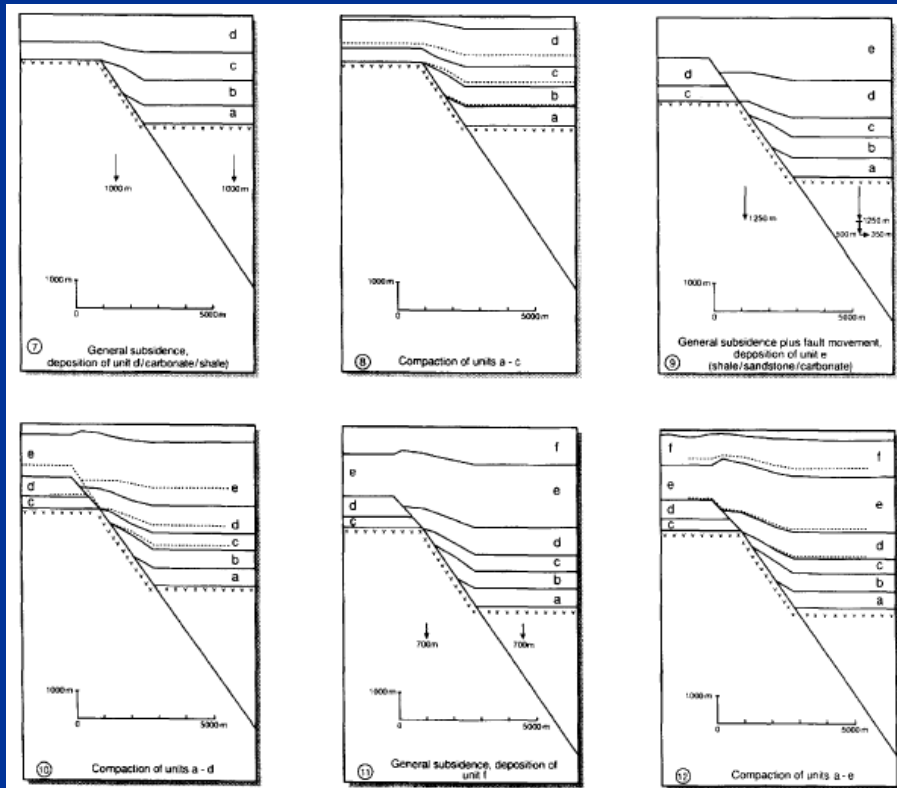 d
c
b
a
1000 m
1000 m
1000 m
0
5000 m
7
General subsidence,
deposition of unit d/carbonate/shale)
d
c
b
a
1000 m
0
5000 m
8
Compaction of units a - c
e
d
d
c
c
b
a
1250 m
1250 m
500 m
350 m
1000 m
0
5000 m
9
General subsidence plus fault movement,
deposition of unit e
(shale/sandstone/carbonate)
e
e
d
d
c
c
b
a
1000 m
0
5000 m
10
Compaction of units a - d
f
e
e
d
d
c
c
b
a
700m
700m
1000 m
0
5000 m
11
General subsidence, deposition of
unit f
f
f
e
e
d
d
c
c
b
a
1000 m
0
5000 m
12
Compaction of units a - e